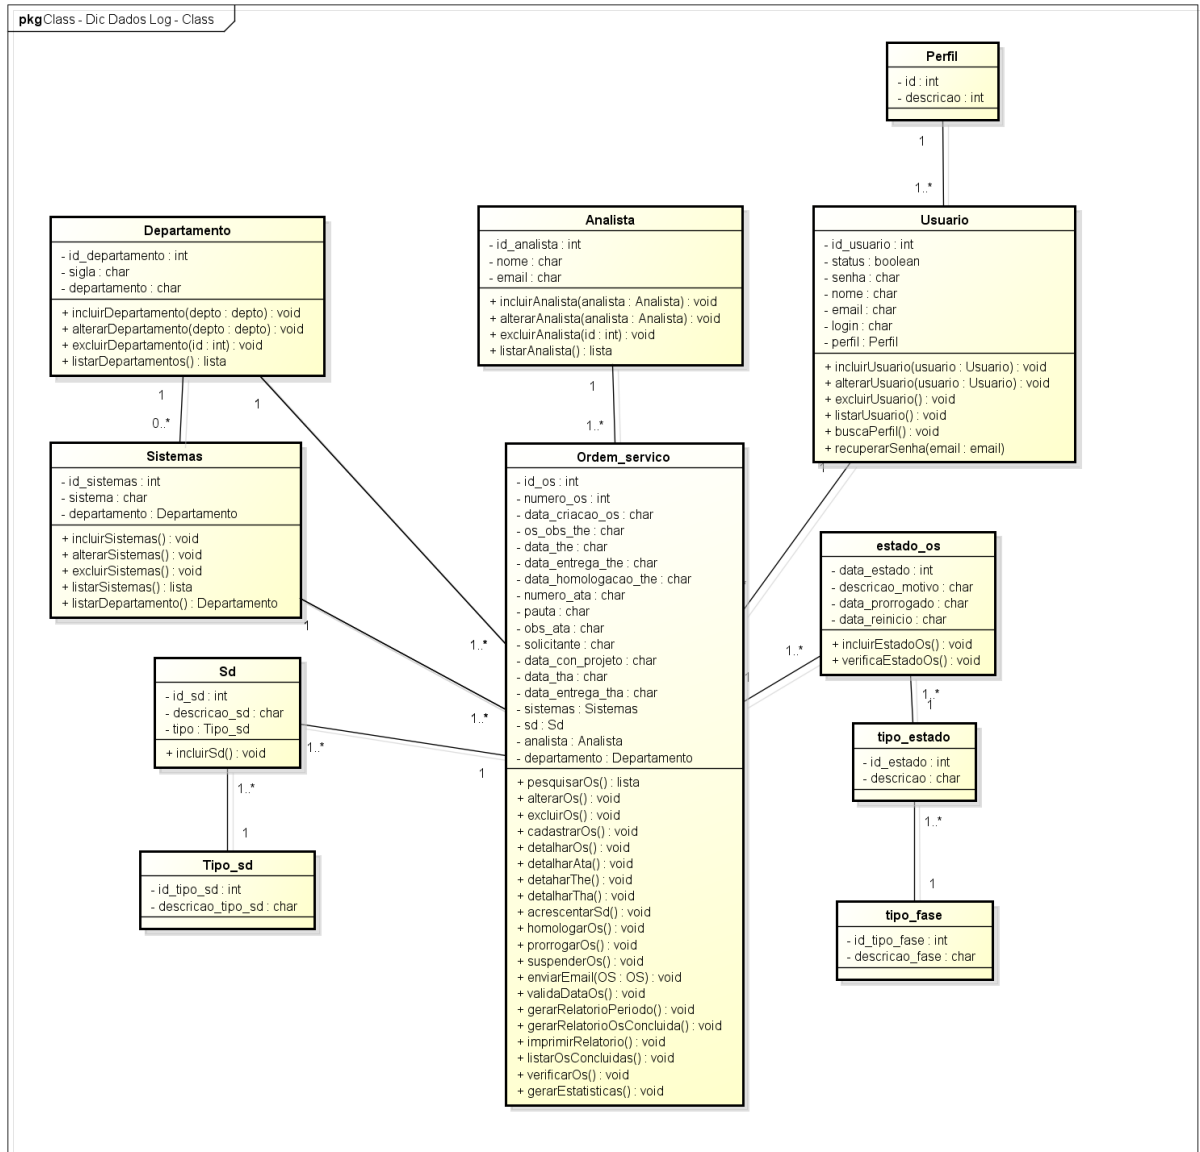 pkg Class - Dic Dados Log - Class
Perfil
- id : int
- descricao : int
1
1..*
Departamento
- id_departamento : int
- sigla : char
- departamento : char
+ incluirDepartamento(depto : depto) : void
+ alterarDepartamento(depto : depto) : void
+ excluirDepartamento(id : int) : void
+ listarDepartamentos() : lista
1
0..*
1
1..*
Analista
- id_analista : int
- nome : char
- email : char
+ incluirAnalista(analista : Analista) : void
+ alterarAnalista(analista : Analista) : void
+ excluirAnalista(id : int) : void
+ listarAnalista() : lista
1
1..*
Usuario
- id_usuario : int
- status : boolean
- senha : char
- nome : char
- email : char
- login : char
- perfil : Perfil
+ incluirUsuario(usuario : Usuario) : void
+ alterarUsuario(usuario : Usuario) : void
+ excluirUsuario() : void
+ listarUsuario() : void
+ buscaPerfil() : void
+ recuperarSenha(email : email)
1
Sistemas
- id_sistemas : int
- sistema : char
- departamento : Departamento
+ incluirSistemas() : void
+ alterarSistemas() : void
+ excluirSistemas() : void
+ listarSistemas() : lista
+ listarDepartamento() : Departamento
1
1..*
Ordem_servico
- id_os : int
- numero_os : int
- data_criacao_os : char
- os_obs_the : char
- data_the : char
- data_entrega_the : char
- data_homologacao_the : char
- numero_ata : char
- pauta : char
- obs_ata : char
- solicitante : char
- data_con_projeto : char
- data_tha : char
- data_entrega_tha : char
- sistemas : Sistemas
- sd : Sd
- analista : Analista
- departamento : Departamento
+ pesquisarOs() : lista
+ alterarOs() : void
+ excluirOs() : void
+ cadastrarOs() : void
+ detalharOs() : void
+ detalharAta() : void
+ detaharThe() : void
+ detalharTha() : void
+ acrescentarSd() : void
+ homologarOs() : void
+ prorrogarOs() : void
+ suspenderOs() : void
+ enviarEmail(OS : OS) : void
+ validaDataOs() : void
+ gerarRelatorioPeriodo() : void
+ gerarRelatorioOsConcluida() : void
+ imprimirRelatorio() : void
+ listarOsConcluidas() : void
+ verificarOs() : void
+ gerarEstatisticas() : void
estado_os
- data_estado : int
- descricao_motivo : char
- data_prorrogado : char
- data_reinicio : char
+ incluirEstadoOs() : void
+ verificaEstadoOs() : void
1..*
1
1..*
1
Sd
- id_sd : int
- descricao_sd : char
- tipo : Tipo_sd
+ incluirSd() : void
1..*
1
1..*
1
Tipo_sd
- id_tipo_sd : int
- descricao_tipo_sd : char
tipo_estado
- id_estado : int
- descricao : char
1..*
1
tipo_fase
- id_tipo_fase : int
- descricao_fase : char